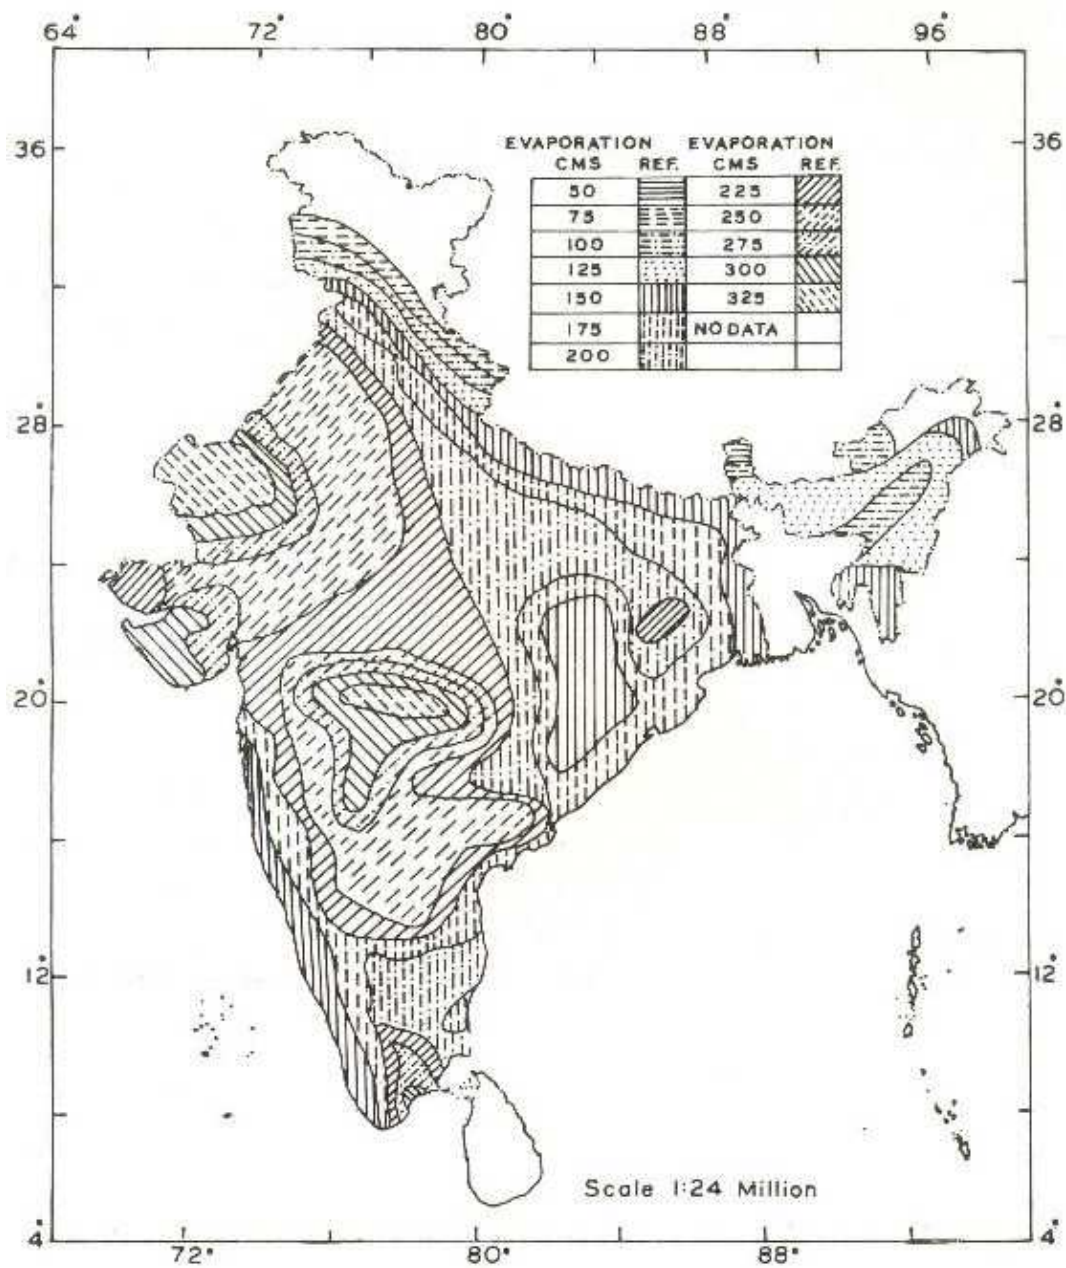 64° 72° 80° 88° 96°
36° 36°
EVAPORATION CMS REF. EVAPORATION CMS REF.
50 225
75 250
100 275
125 300
150 325
175 NO DATA
200
28° 28°
20° 20°
12° 12°
Scale 1:24 Million
4° 4°
72° 80° 88°